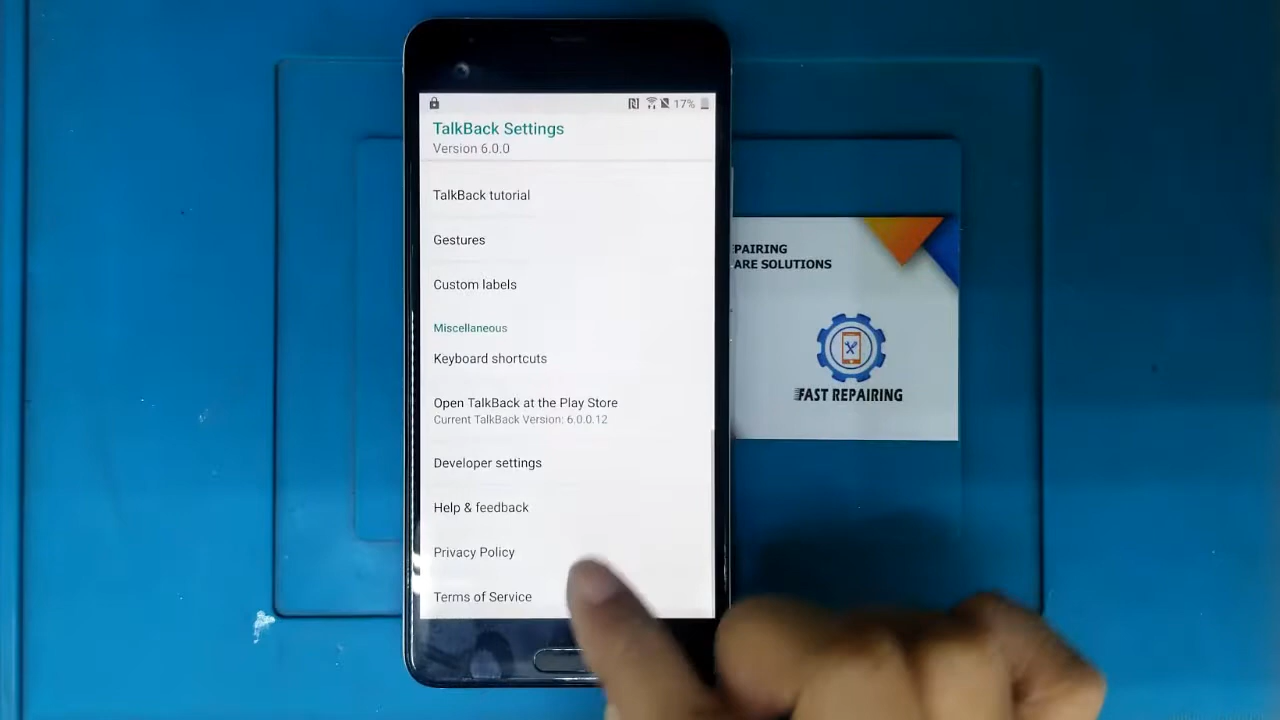 17%
TalkBack Settings
Version 6.0.0
TalkBack tutorial
Gestures
Custom labels
Miscellaneous
Keyboard shortcuts
Open TalkBack at the Play Store
Current TalkBack Version: 6.0.0.12
Developer settings
Help & feedback
Privacy Policy
Terms of Service
PAIRING
ARE SOLUTIONS
FAST REPAIRING